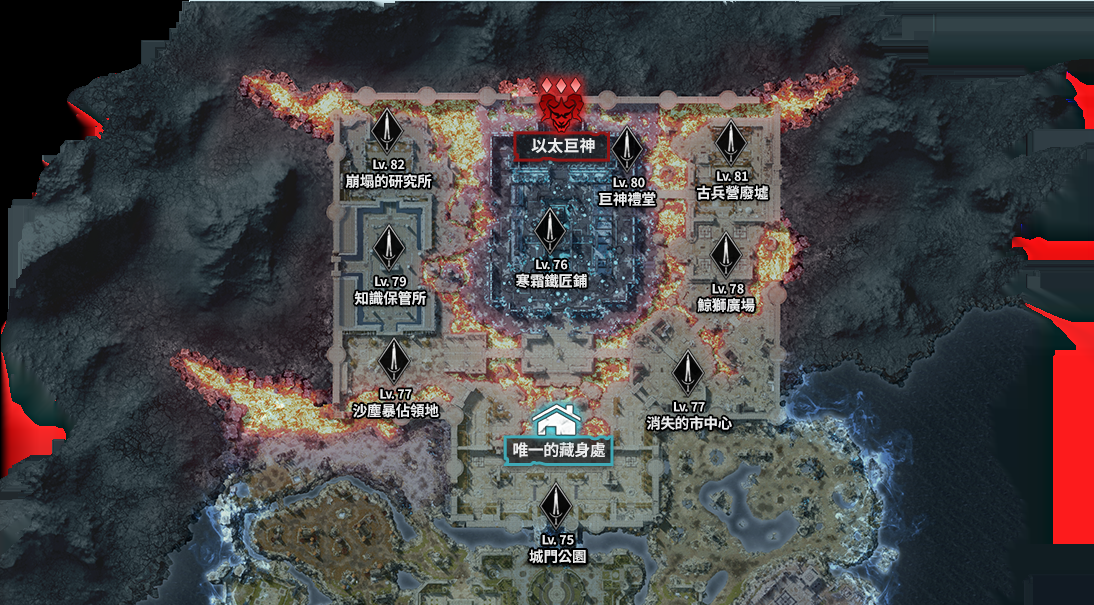 以太巨神
Lv. 82
崩塌的研究所
Lv. 80
巨神禮堂
Lv. 81
古兵營廢墟
Lv. 76
寒霜鐵匠鋪
Lv. 79
知識保管所
Lv. 78
鯨獅廣場
Lv. 77
沙塵暴佔領地
Lv. 77
消失的市中心
唯一的藏身處
Lv. 75
城門公園